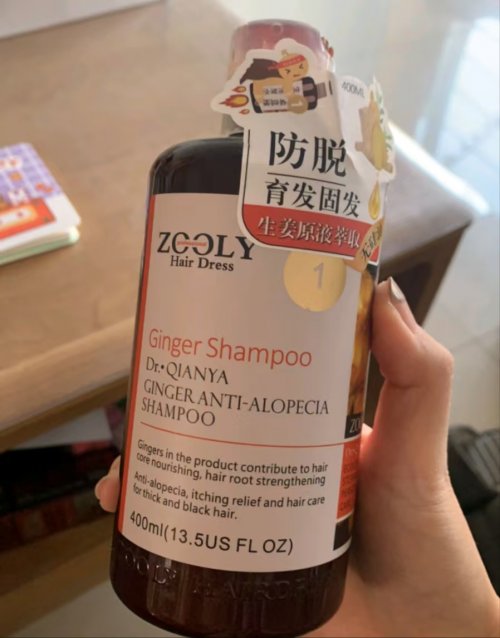 400ML
防脱
育发固发
生姜原液萃取
ZOOLY
Hair Dress
1
Ginger Shampoo
Dr.•QIANYA
GINGER ANTI-ALOPECIA
SHAMPOO
Gingers in the product contribute to hair
core nourishing, hair root strengthening
Anti-alopecia, itching relief and hair care
for thick and black hair.
400ml(13.5US FL OZ)